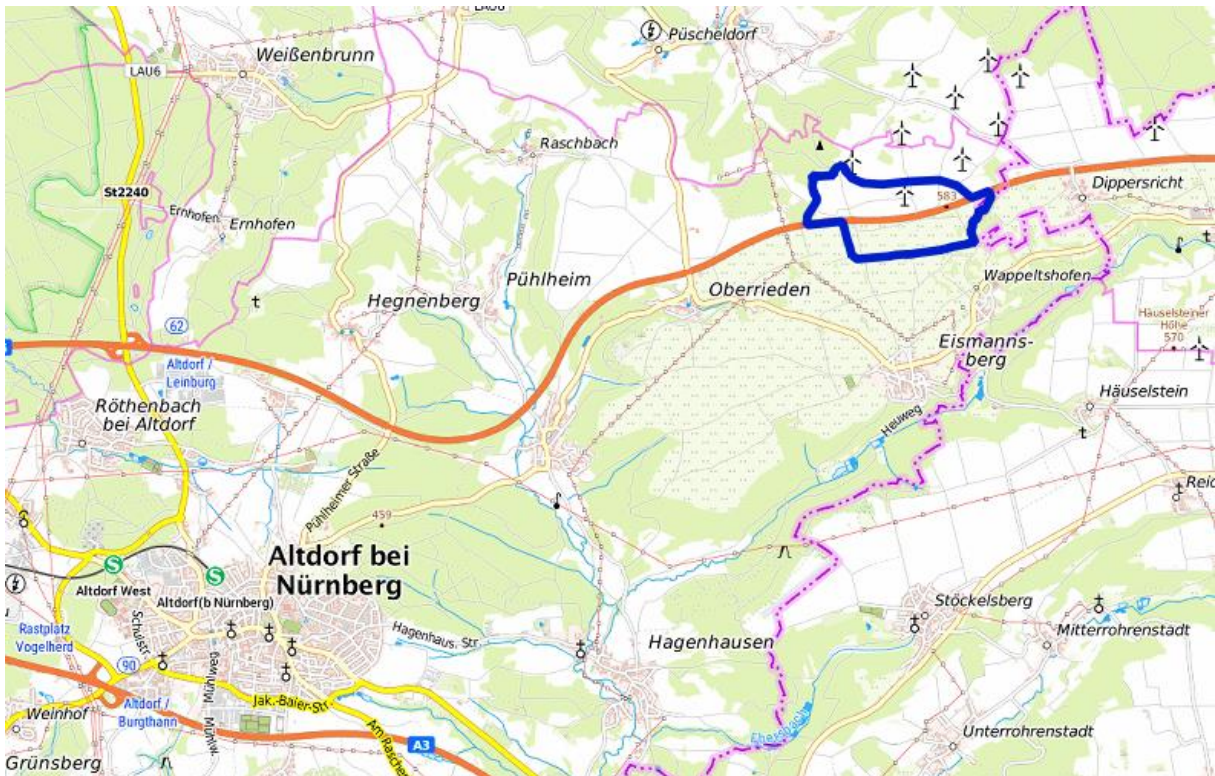 LAU6
Weißenbrunn
Püscheldorf
LAU6
Raschbach
St2240
Ernhofen
Ernhofen
583
Dippersricht
Pühlheim
Wappeltshofen
Hegnenberg
Oberrieden
Häuselsteiner
Höhe
570
62
Altdorf /
Leinburg
Eismanns-
berg
Häuselstein
Röthenbach
bei Altdorf
Heuweg
Pühlheimer Straße
459
Altdorf bei
Nürnberg
S
S
Altdorf West
Altdorf(b Nürnberg)
Stöckelsberg
Mitterrohrenstadt
Rastplatz
Vogelherd
Schulstr.
Hagenhaus. Str.
Hagenhausen
90
Mühlweg
Jak.-Baier-Str.
Altdorf /
Burgthann
Weinhof
A3
Unterrohrenstadt
Grünsberg